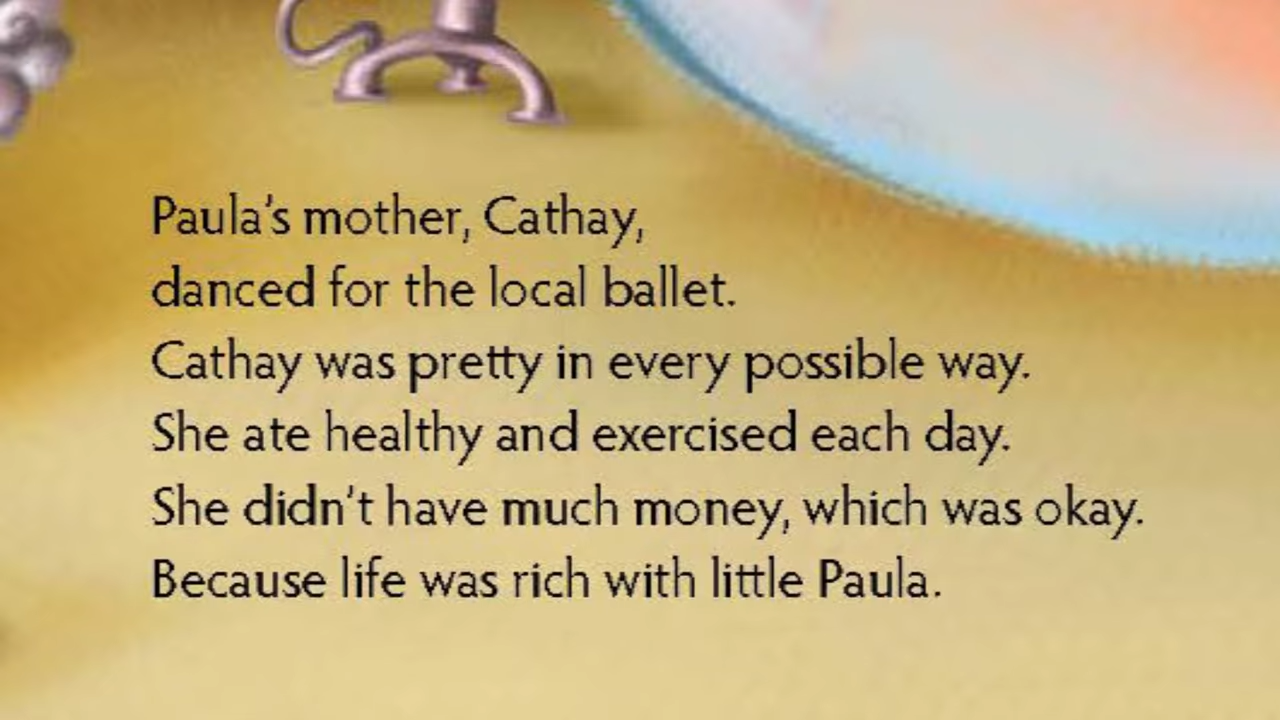 Paula's mother, Cathay,
danced for the local ballet.
Cathay was pretty in every possible way.
She ate healthy and exercised each day.
She didn't have much money, which was okay.
Because life was rich with little Paula.